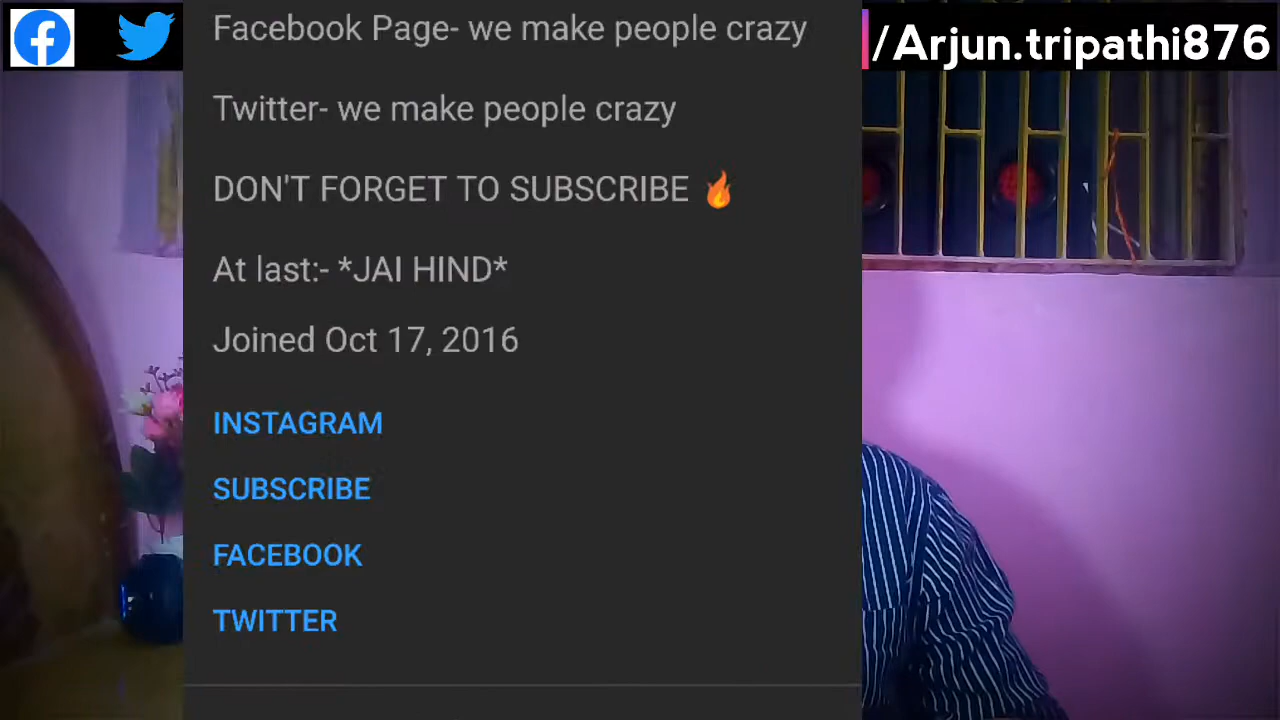 /Arjun.tripathi876
Facebook Page- we make people crazy
Twitter- we make people crazy
DON'T FORGET TO SUBSCRIBE 🔥
At last:- *JAI HIND*
Joined Oct 17, 2016
INSTAGRAM
SUBSCRIBE
FACEBOOK
TWITTER